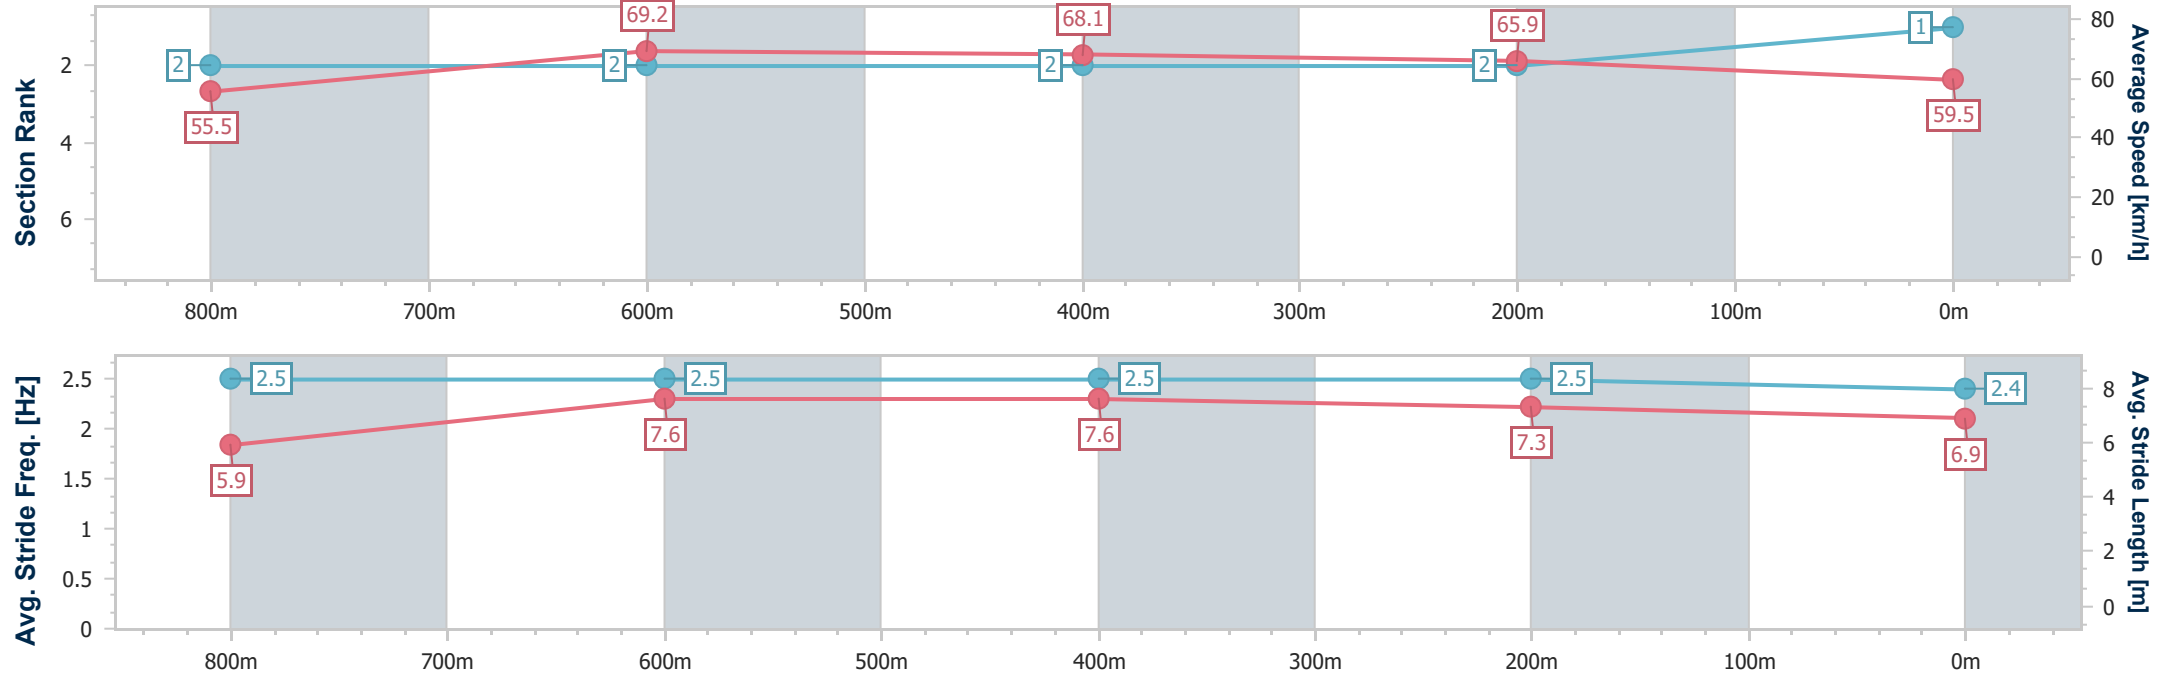 Section Rank
2
4
6
2
2
2
2
1
55.5
69.2
68.1
65.9
59.5
80
60
40
20
0
Average Speed [km/h]
800m
700m
600m
500m
400m
300m
200m
100m
0m
Avg. Stride Freq. [Hz]
2.5
2
1.5
1
0.5
0
2.5
2.5
2.5
2.5
2.4
5.9
7.6
7.6
7.3
6.9
8
6
4
2
0
Avg. Stride Length [m]
800m
700m
600m
500m
400m
300m
200m
100m
0m